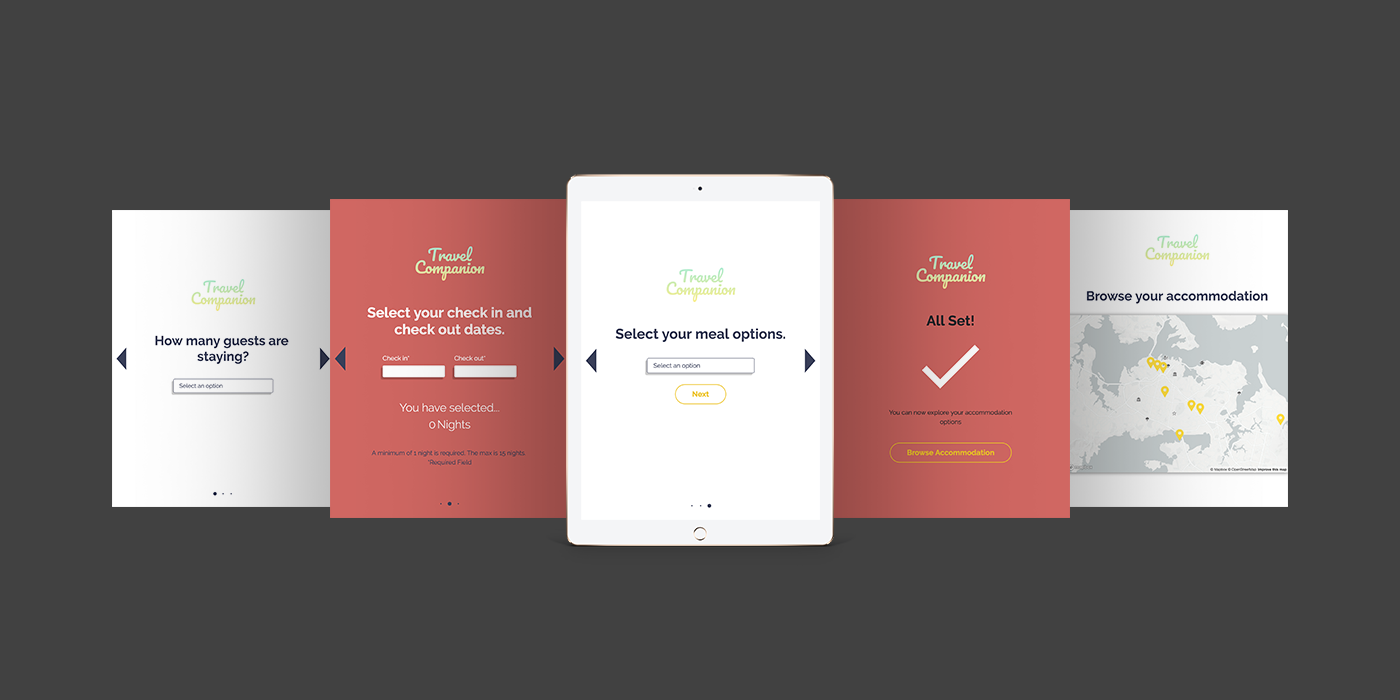 Travel
Companion
How many guests are
staying?
Select an option
Travel
Companion
Select your check in and
check out dates.
Check in*
Check out*
You have selected...
0 Nights
A minimum of 1 night is required. The max is 15 nights
*Required Field
Travel
Companion
Select your meal options.
Select an option
Next
Travel
Companion
All Set!
You can now explore your accommodation
options
Browse Accommodation
Travel
Companion
Browse your accommodation
© Mapbox © OpenStreetMap Improve this map